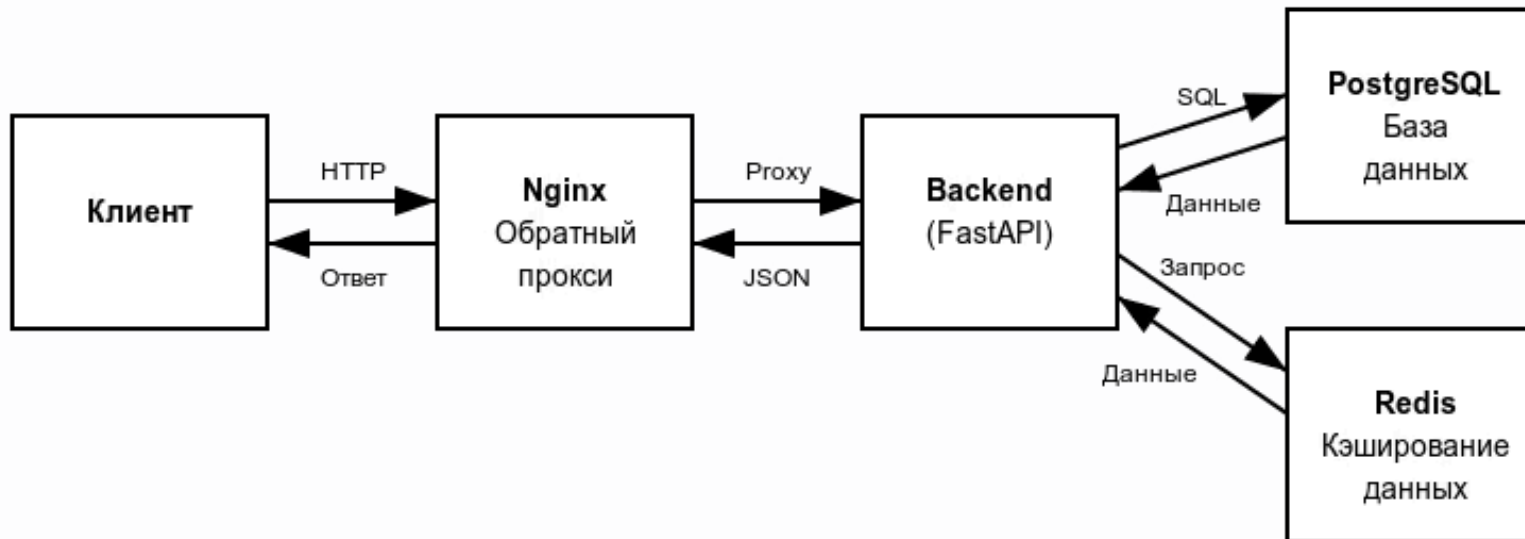 Клиент
HTTP
Ответ
Nginx
Обратный
прокси
Proxy
JSON
Backend
(FastAPI)
SQL
Данные
Запрос
Данные
PostgreSQL
База
данных
Redis
Кэширование
данных